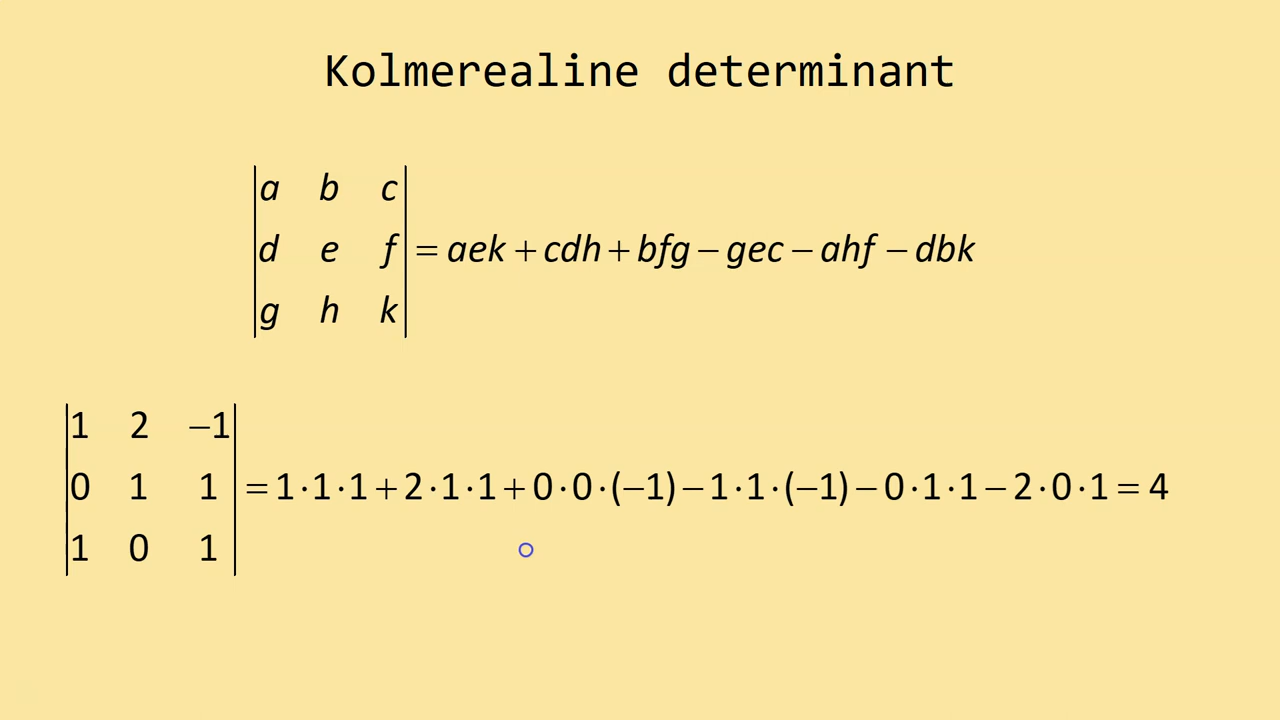 Kolmerealine determinant
|a b c|
|d e f| = aek + cdh + bfg − gec − ahf − dbk
|g h k|
|1 2 −1|
|0 1 1| = 1·1·1 + 2·1·1 + 0·0·(−1) − 1·1·(−1) − 0·1·1 − 2·0·1 = 4
|1 0 1|